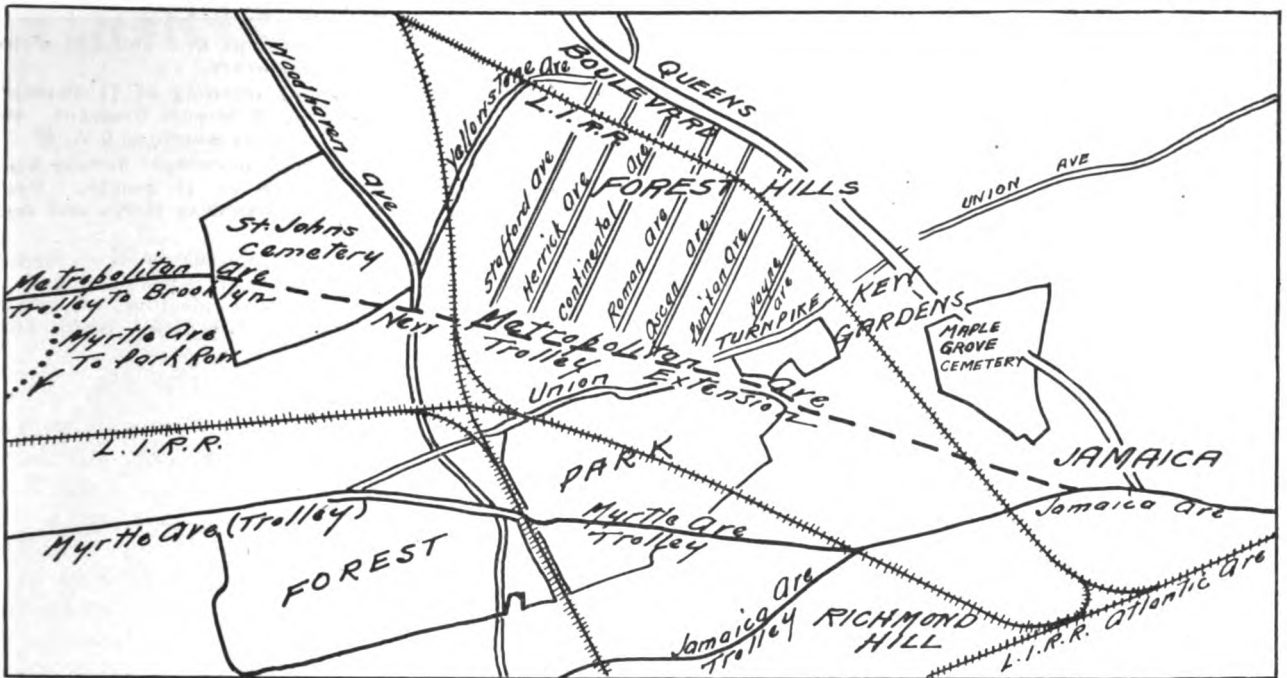 Woodhaven Ave
Yellowstone Ave
QUEENS
BOULEVARD
L.I.R.R.
UNION AVE
St. Johns
Cemetery
Stafford Ave
Herrick Ave
Continental Ave
Roman Ave
Ascan Ave
Puritan Ave
Ave
FOREST HILLS
Metropolitan Ave
Trolley To Brooklyn
Myrtle Ave
To Park Row
New Metropolitan Ave
Trolley Extension
TURNPIKE
Union
KEW
GARDENS
MAPLE
GROVE
CEMETERY
L.I.R.R.
PARK
JAMAICA
Jamaica Ave
Myrtle Ave (Trolley)
Myrtle Ave
Trolley
FOREST
Jamaica Ave
Trolley
RICHMOND
HILL
L.I.R.R. Atlantic Ave